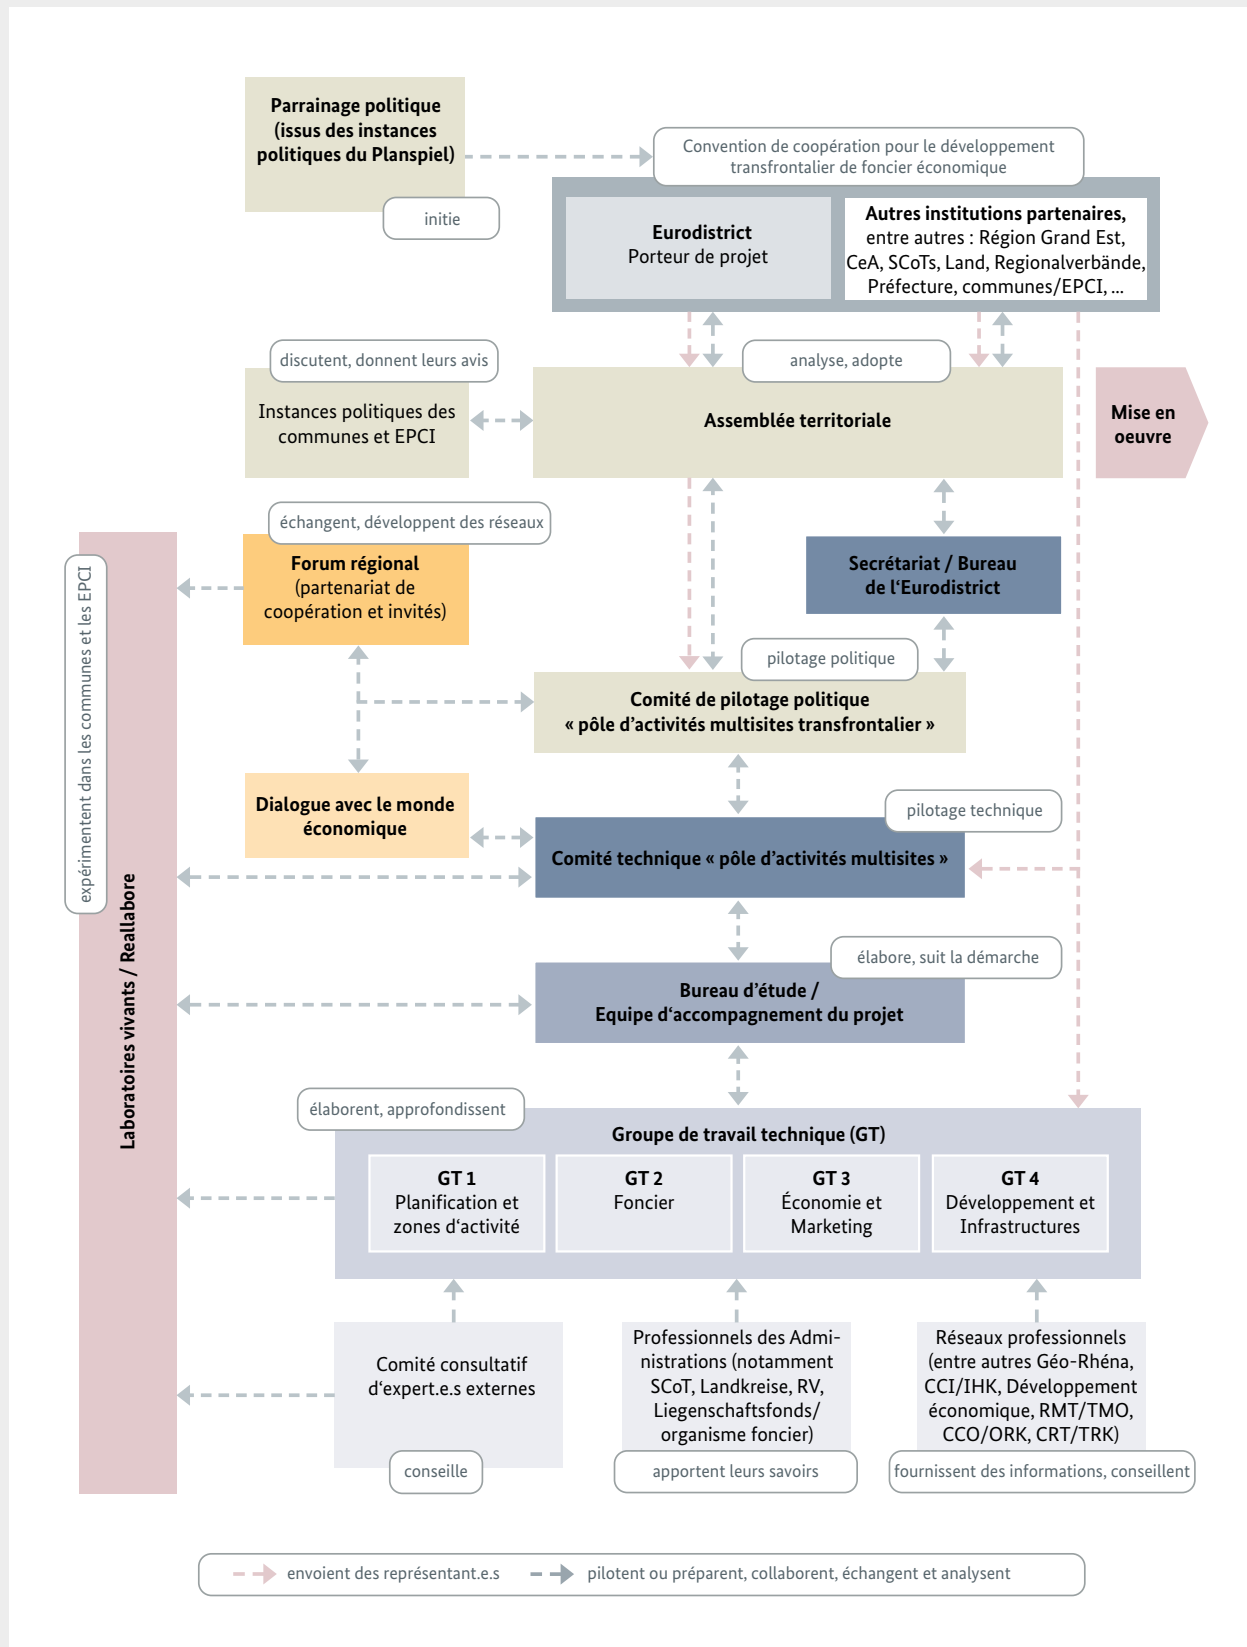 Parrainage politique
(issus des instances
politiques du Planspiel)
initie
Convention de coopération pour le développement
transfrontalier de foncier économique
Eurodistrict
Porteur de projet
Autres institutions partenaires,
entre autres : Région Grand Est,
CeA, SCoTs, Land, Regionalverbände,
Préfecture, communes/EPCI, ...
discutent, donnent leurs avis
Instances politiques des
communes et EPCI
analyse, adopte
Assemblée territoriale
Mise en
oeuvre
échangent, développent des réseaux
Forum régional
(partenariat de
coopération et invités)
Secrétariat / Bureau
de l‘Eurodistrict
expérimentent dans les communes et les EPCI
Laboratoires vivants / Reallabore
pilotage politique
Comité de pilotage politique
« pôle d’activités multisites transfrontalier »
Dialogue avec le monde
économique
pilotage technique
Comité technique « pôle d’activités multisites »
élabore, suit la démarche
Bureau d’étude /
Equipe d‘accompagnement du projet
élaborent, approfondissent
Groupe de travail technique (GT)
GT 1
Planification et
zones d‘activité
GT 2
Foncier
GT 3
Économie et
Marketing
GT 4
Développement et
Infrastructures
Comité consultatif
d‘expert.e.s externes
conseille
Professionnels des Admi-
nistrations (notamment
SCoT, Landkreise, RV,
Liegenschaftsfonds/
organisme foncier)
apportent leurs savoirs
Réseaux professionnels
(entre autres Géo-Rhéna,
CCI/IHK, Développement
économique, RMT/TMO,
CCO/ORK, CRT/TRK)
fournissent des informations, conseillent
envoient des représentant.e.s
pilotent ou préparent, collaborent, échangent et analysent